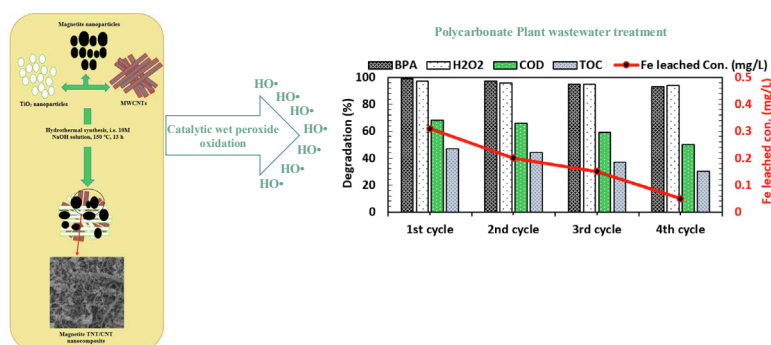 Magnetite nanoparticles
TiO₂ nanoparticles
MWCNTs
Hydrothermal synthesis, i.e. 10M
NaOH solution, 150 °C, 15 h
Magnetite TNT/CNT
nanocomposite
Catalytic wet peroxide
oxidation
HO•
HO•
HO•
HO•
HO•
HO•
HO•
HO•
Polycarbonate Plant wastewater treatment
BPA H2O2 COD TOC Fe leached Con. (mg/L)
Degradation (%)
100
80
60
40
20
0
1st cycle 2nd cycle 3rd cycle 4th cycle
0.5
0.4
0.3
0.2
0.1
0
Fe leached con. (mg/L)